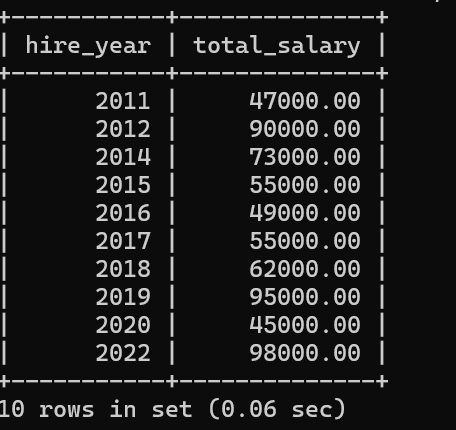 +-----------+--------------+
| hire_year | total_salary |
+-----------+--------------+
|      2011 |     47000.00 |
|      2012 |     90000.00 |
|      2014 |     73000.00 |
|      2015 |     55000.00 |
|      2016 |     49000.00 |
|      2017 |     55000.00 |
|      2018 |     62000.00 |
|      2019 |     95000.00 |
|      2020 |     45000.00 |
|      2022 |     98000.00 |
+-----------+--------------+
10 rows in set (0.06 sec)